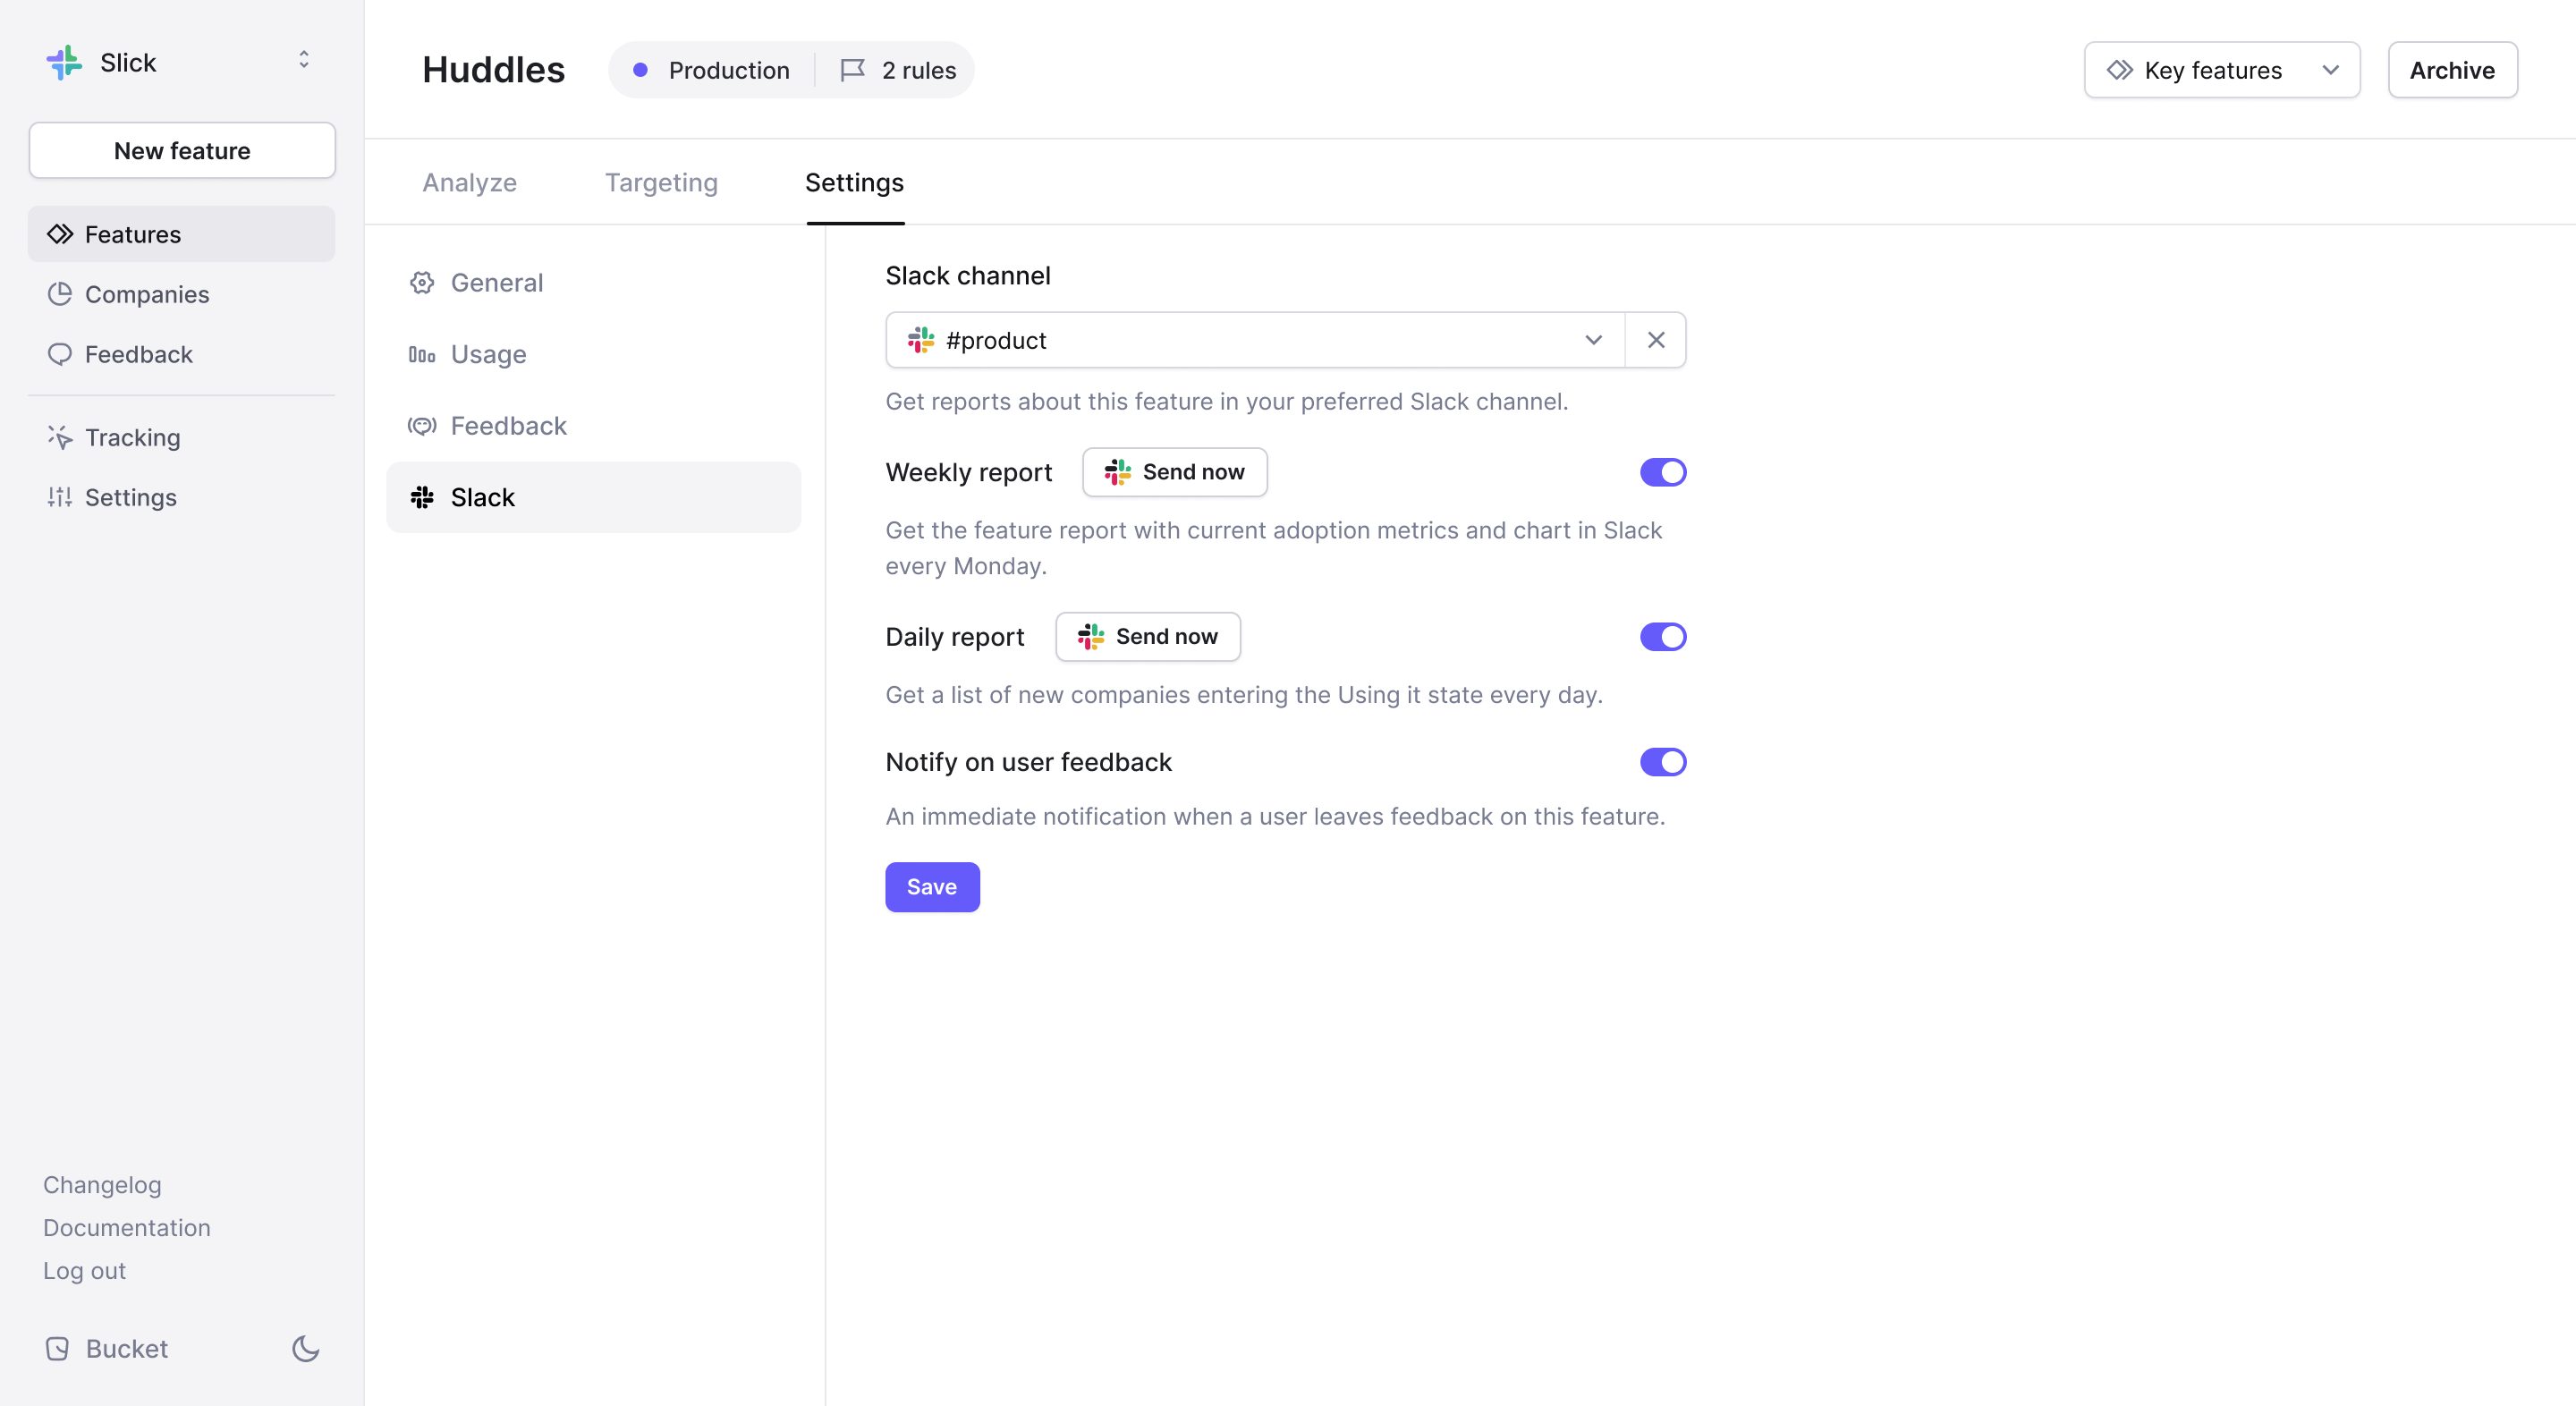 Slick
New feature
Features
Companies
Feedback
Tracking
Settings
Changelog
Documentation
Log out
Bucket
Huddles
Production
2 rules
Key features
Archive
Analyze
Targeting
Settings
General
Usage
Feedback
Slack
Slack channel
#product
Get reports about this feature in your preferred Slack channel.
Weekly report
Send now
Get the feature report with current adoption metrics and chart in Slack
every Monday.
Daily report
Send now
Get a list of new companies entering the Using it state every day.
Notify on user feedback
An immediate notification when a user leaves feedback on this feature.
Save